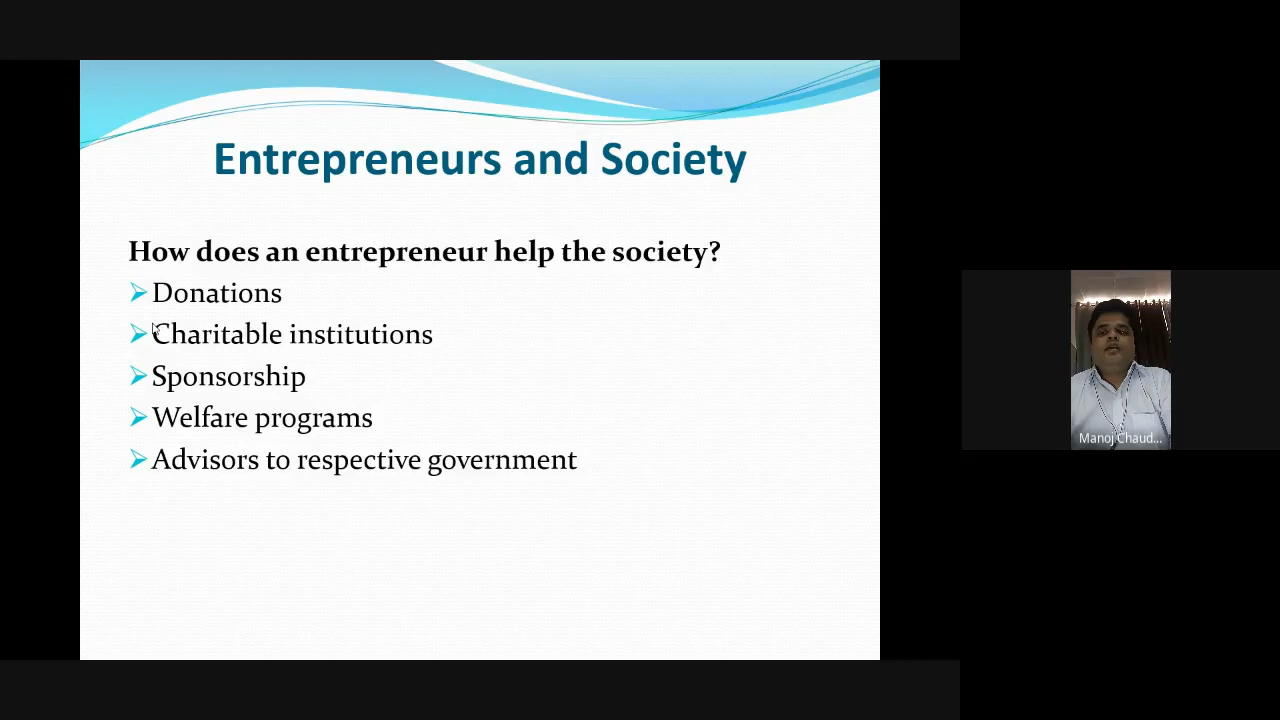 Entrepreneurs and Society
How does an entrepreneur help the society?
Donations
Charitable institutions
Sponsorship
Welfare programs
Advisors to respective government
Manoj Chaud...